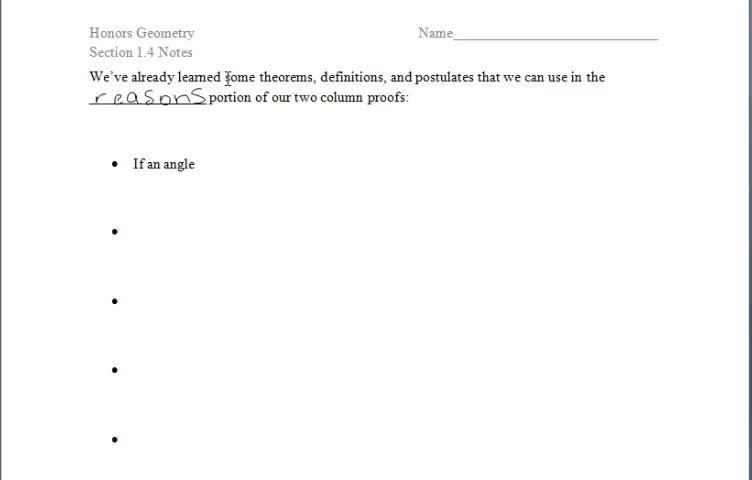 Honors Geometry Name____________________________
Section 1.4 Notes
We've already learned some theorems, definitions, and postulates that we can use in the
reasons portion of our two column proofs:
• If an angle
•
•
•
•